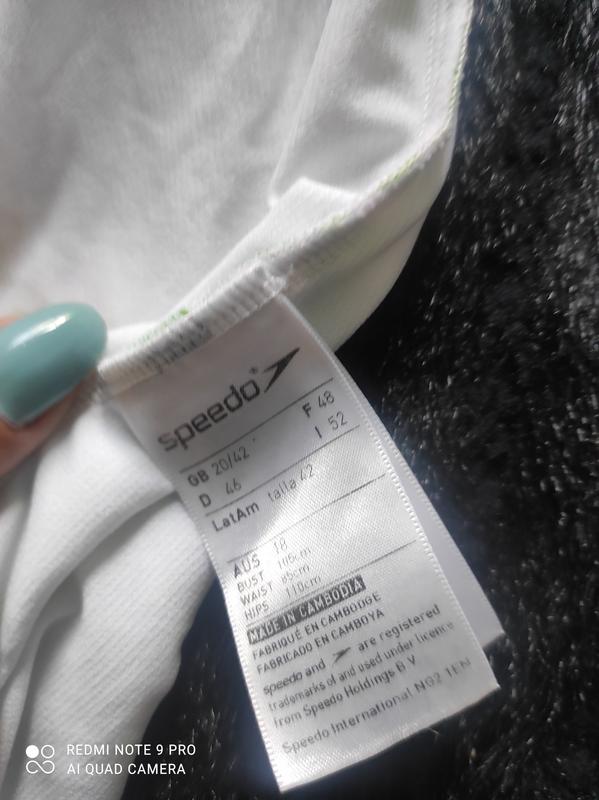 speedo®
GB 20/42 F 48
D 46 I 52
LatAm talla 42
AUS 18
BUST 106cm
WAIST 85cm
HIPS 110cm
MADE IN CAMBODIA
FABRIQUÉ EN CAMBODGE
FABRICADO EN CAMBOYA
speedo and are registered
trademarks of and used under licence
from Speedo Holdings B V
Speedo International NG2 1EN
REDMI NOTE 9 PRO
AI QUAD CAMERA